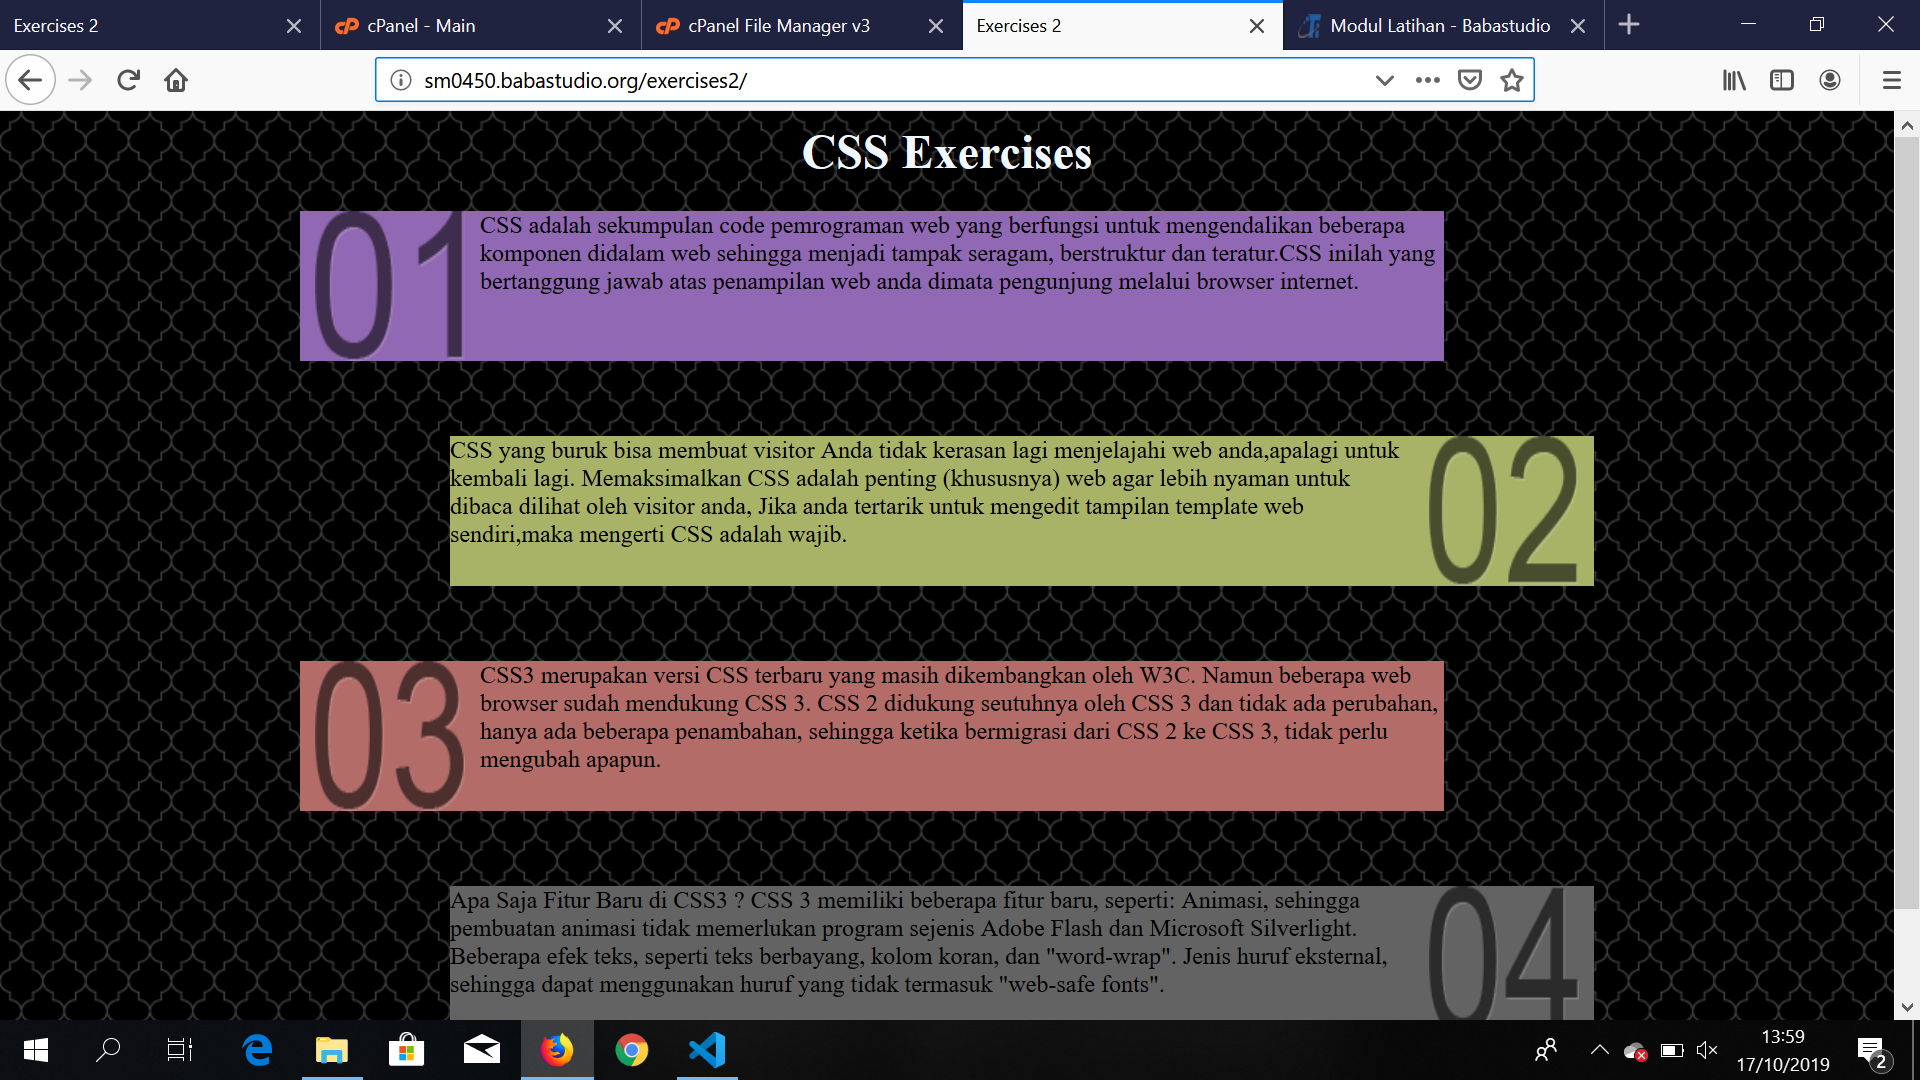 Exercises 2
cPanel - Main
cPanel File Manager v3
Exercises 2
Modul Latihan - Babastudio
sm0450.babastudio.org/exercises2/
CSS Exercises
01
CSS adalah sekumpulan code pemrograman web yang berfungsi untuk mengendalikan beberapa
komponen didalam web sehingga menjadi tampak seragam, berstruktur dan teratur.CSS inilah yang
bertanggung jawab atas penampilan web anda dimata pengunjung melalui browser internet.
CSS yang buruk bisa membuat visitor Anda tidak kerasan lagi menjelajahi web anda,apalagi untuk
kembali lagi. Memaksimalkan CSS adalah penting (khususnya) web agar lebih nyaman untuk
dibaca dilihat oleh visitor anda, Jika anda tertarik untuk mengedit tampilan template web
sendiri,maka mengerti CSS adalah wajib.
02
03
CSS3 merupakan versi CSS terbaru yang masih dikembangkan oleh W3C. Namun beberapa web
browser sudah mendukung CSS 3. CSS 2 didukung seutuhnya oleh CSS 3 dan tidak ada perubahan,
hanya ada beberapa penambahan, sehingga ketika bermigrasi dari CSS 2 ke CSS 3, tidak perlu
mengubah apapun.
Apa Saja Fitur Baru di CSS3 ? CSS 3 memiliki beberapa fitur baru, seperti: Animasi, sehingga
pembuatan animasi tidak memerlukan program sejenis Adobe Flash dan Microsoft Silverlight.
Beberapa efek teks, seperti teks berbayang, kolom koran, dan "word-wrap". Jenis huruf eksternal,
sehingga dapat menggunakan huruf yang tidak termasuk "web-safe fonts".
04
13:59
17/10/2019
2